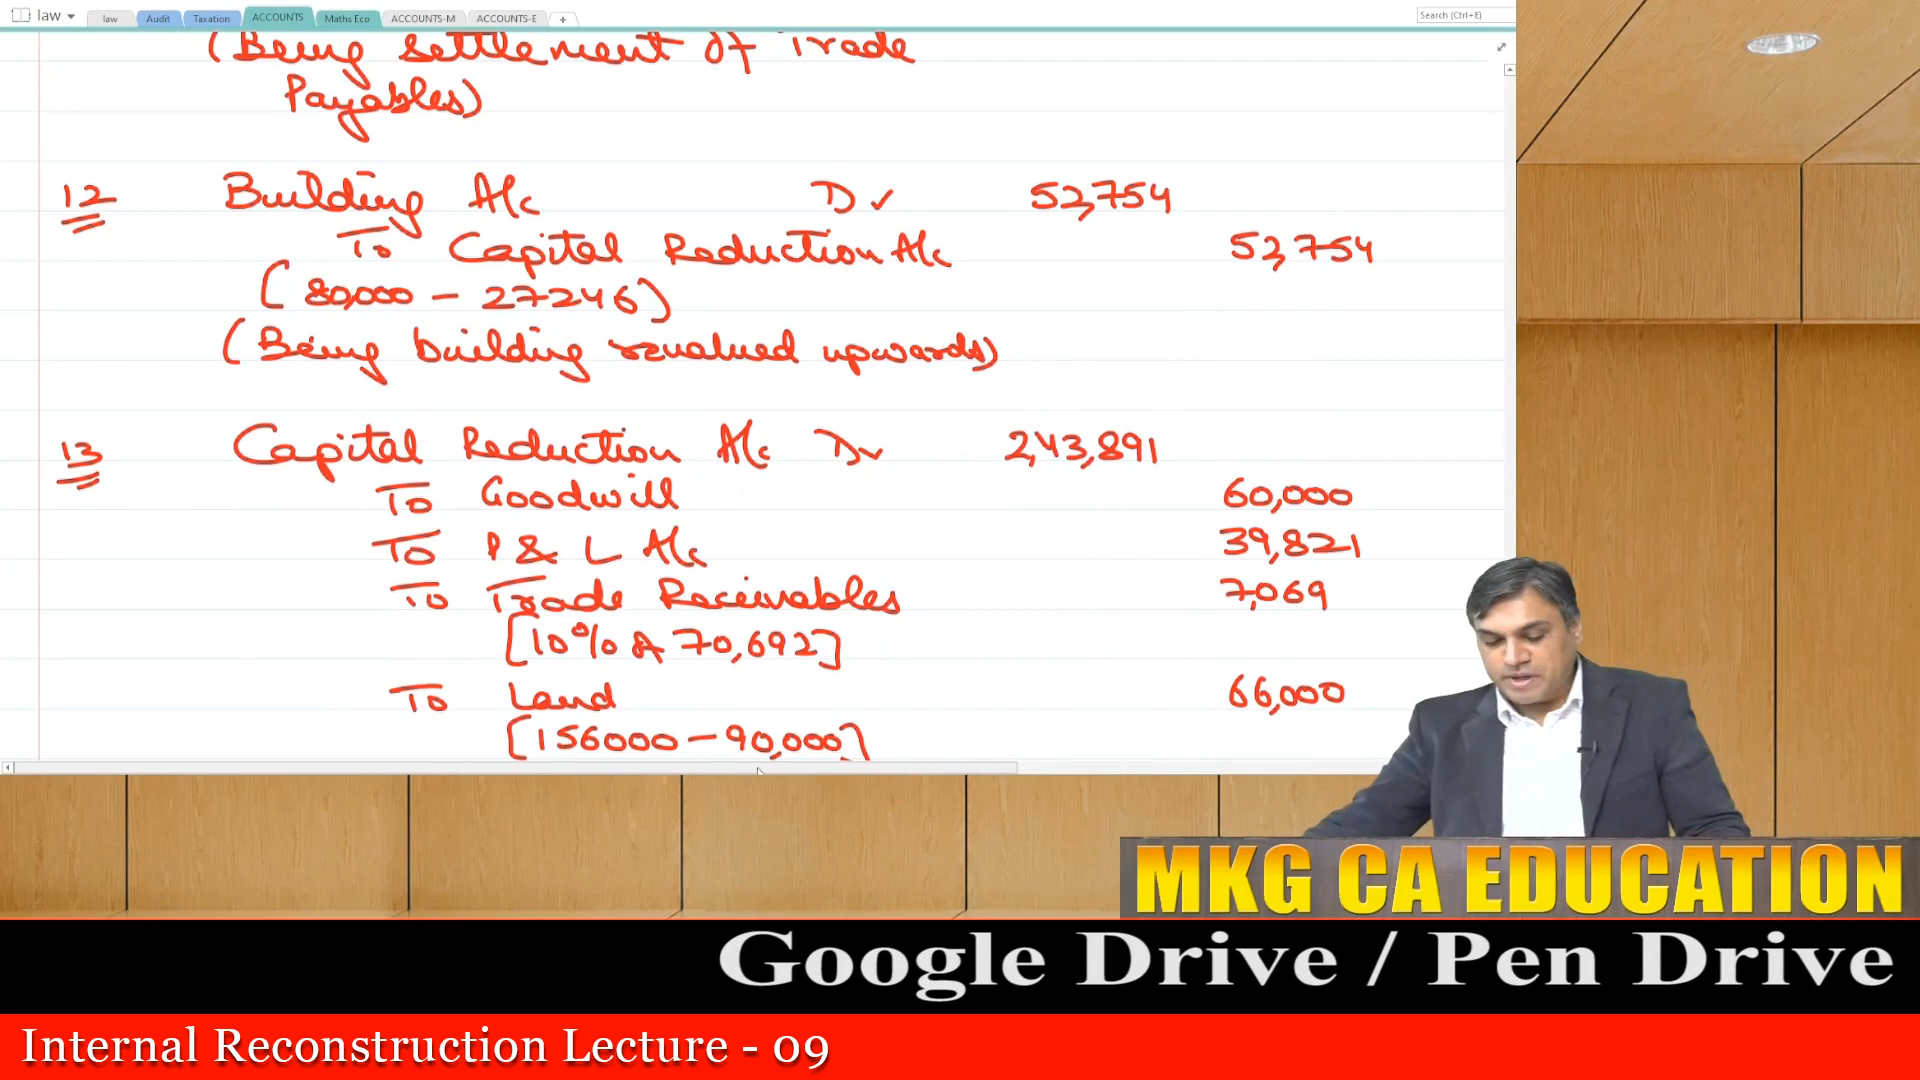 law
law Audit Taxation ACCOUNTS Maths Eco ACCOUNTS-M ACCOUNTS-E +
Search (Ctrl+E)
(Being settlement of Trade
Payables)
12 Building A/c Dr 52,754
To Capital Reduction A/c 52,754
(80,000 - 27246)
(Being building revalued upwards)
13 Capital Reduction A/c Dr 2,43,891
To Goodwill 60,000
To P & L A/c 39,821
To Trade Receivables 7,069
[10% of 70,692]
To Land 66,000
[156000 - 90,000]
MKG CA EDUCATION
Google Drive / Pen Drive
Internal Reconstruction Lecture - 09